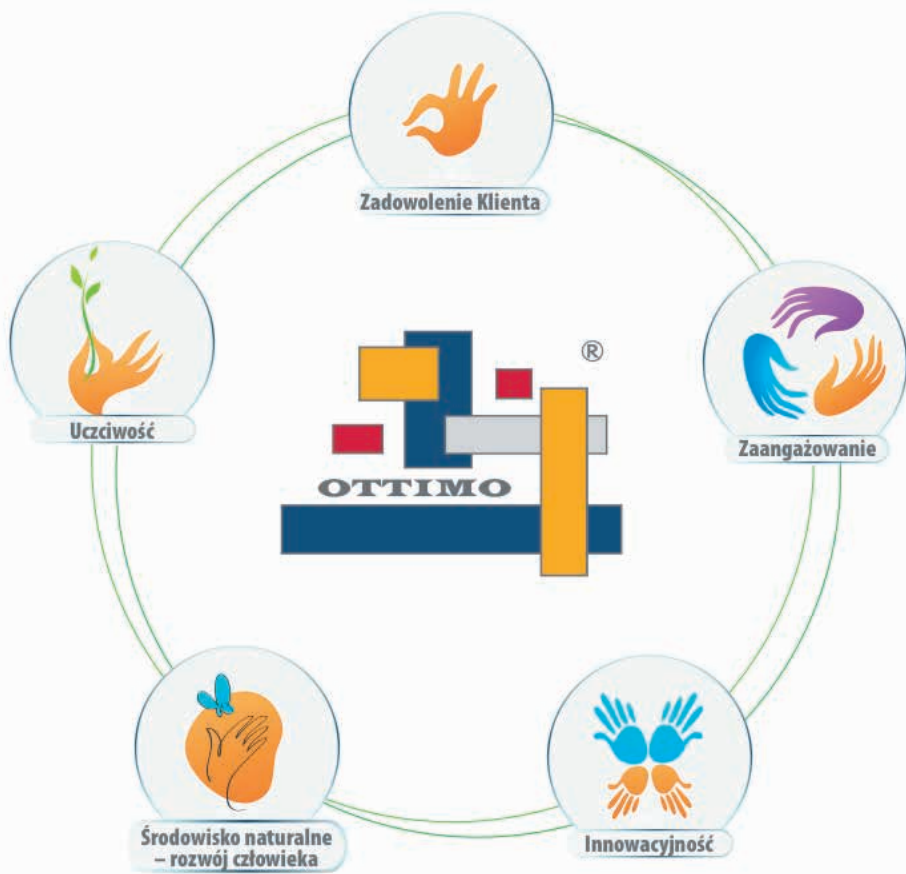 Zadowolenie Klienta
Uczciwość
Zaangażowanie
®
OTTIMO
Środowisko naturalne
– rozwój człowieka
Innowacyjność